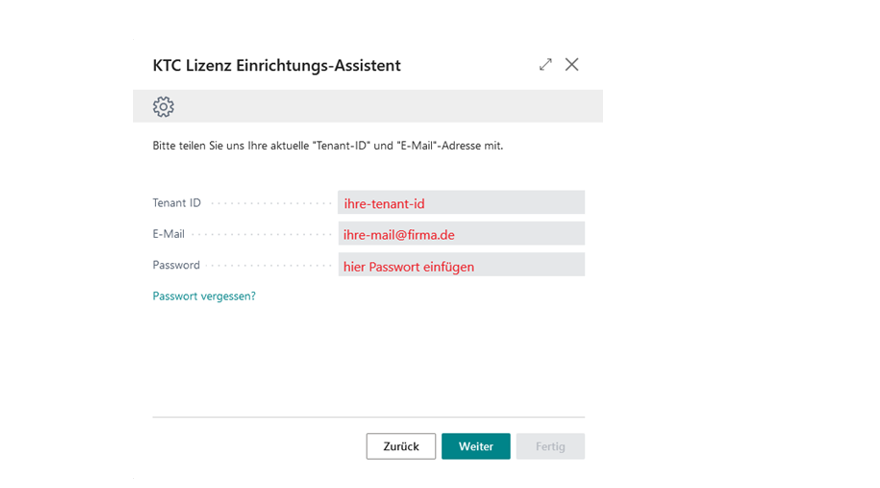 KTC Lizenz Einrichtungs-Assistent
Bitte teilen Sie uns Ihre aktuelle "Tenant-ID" und "E-Mail"-Adresse mit.
Tenant ID ihre-tenant-id
E-Mail ihre-mail@firma.de
Password hier Passwort einfügen
Passwort vergessen?
Zurück Weiter Fertig